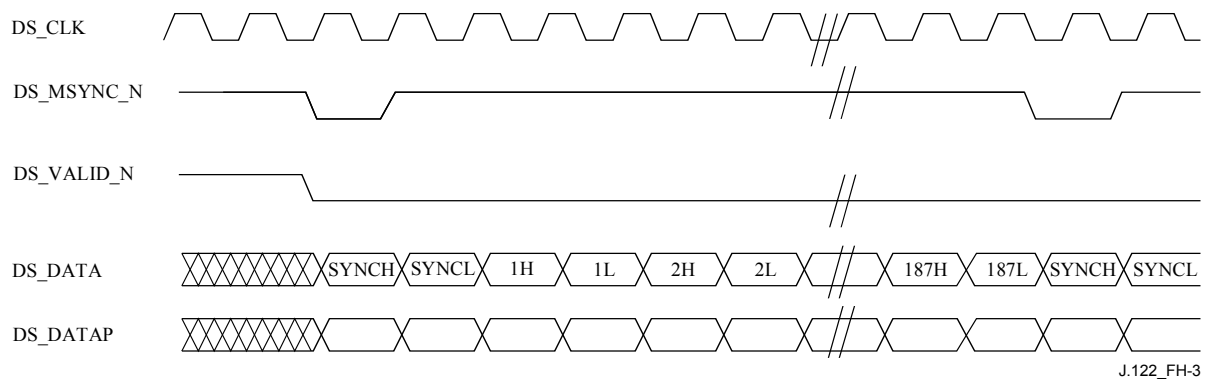 DS_CLK
DS_MSYNC_N
DS_VALID_N
DS_DATA SYNCH SYNCL 1H 1L 2H 2L 187H 187L SYNCH SYNCL
DS_DATAP
J.122_FH-3